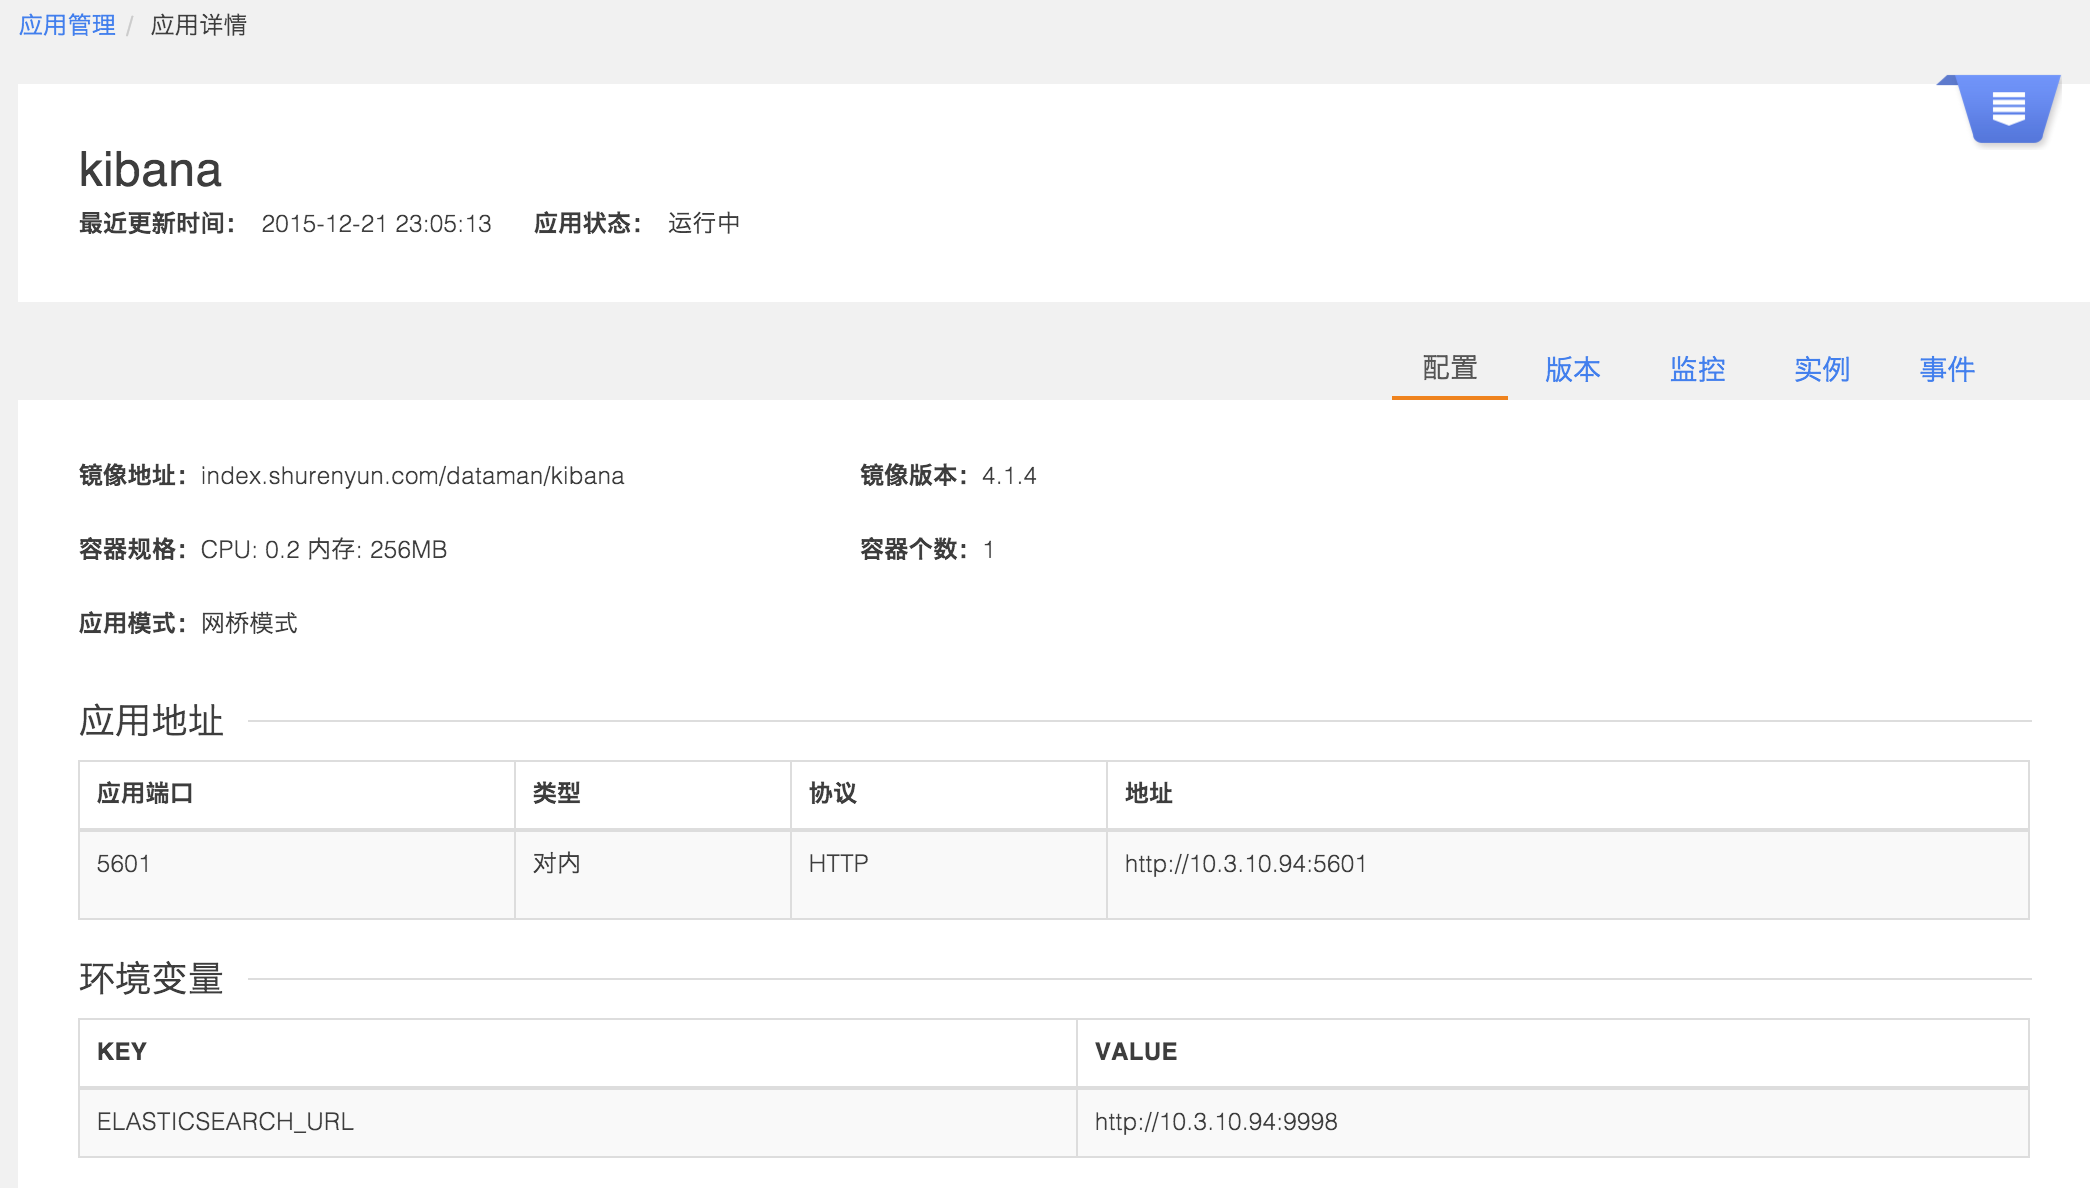 应用管理 / 应用详情
kibana
最近更新时间： 2015-12-21 23:05:13 应用状态： 运行中
配置 版本 监控 实例 事件
镜像地址：index.shurenyun.com/dataman/kibana 镜像版本：4.1.4
容器规格：CPU: 0.2 内存: 256MB 容器个数：1
应用模式：网桥模式
应用地址
应用端口 类型 协议 地址
5601 对内 HTTP http://10.3.10.94:5601
环境变量
KEY VALUE
ELASTICSEARCH_URL http://10.3.10.94:9998